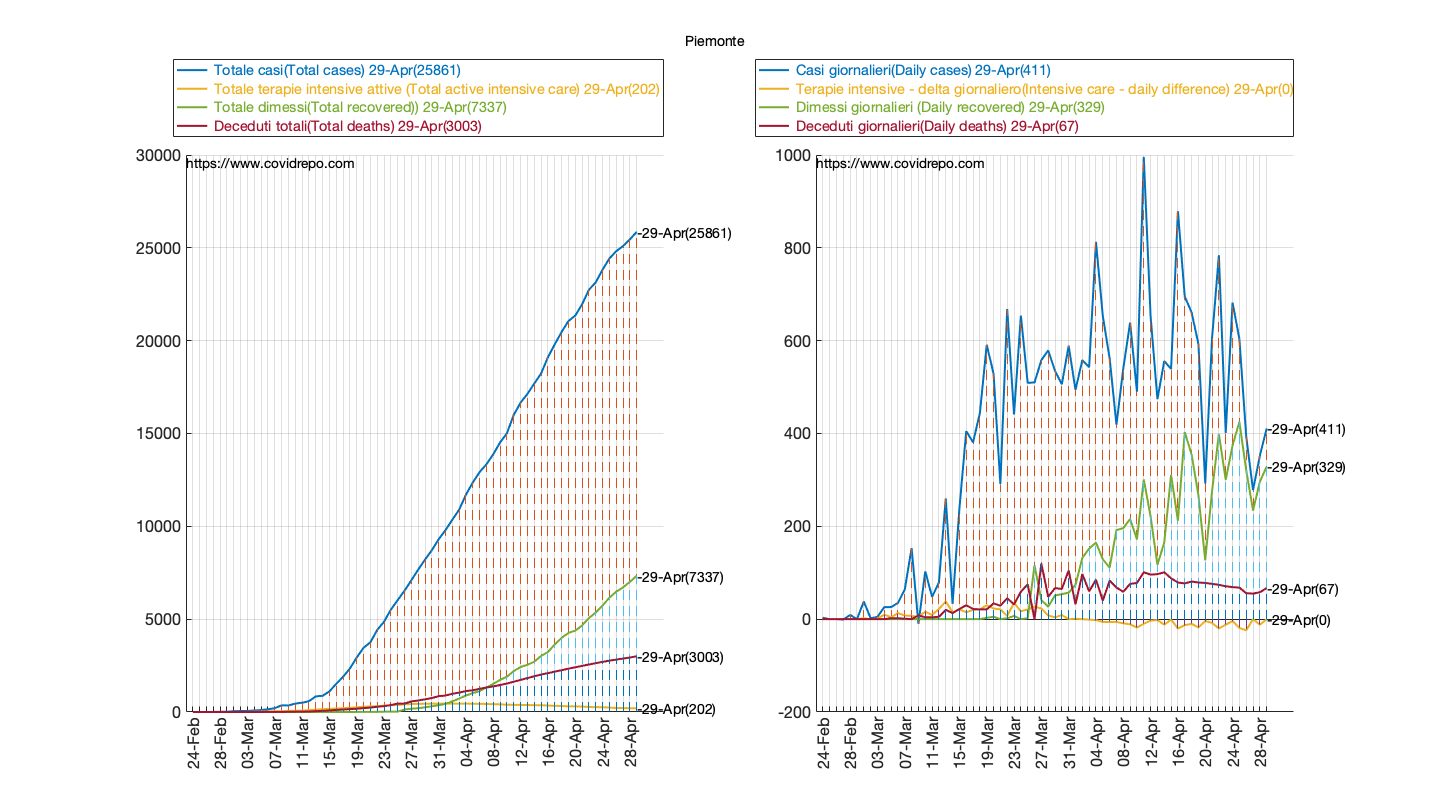 Piemonte
Totale casi(Total cases) 29-Apr(25861)
Totale terapie intensive attive (Total active intensive care) 29-Apr(202)
Totale dimessi(Total recovered)) 29-Apr(7337)
Deceduti totali(Total deaths) 29-Apr(3003)
30000
https://www.covidrepo.com
25000
20000
15000
10000
5000
0
-29-Apr(25861)
-29-Apr(7337)
-29-Apr(3003)
-29-Apr(202)
24-Feb
28-Feb
03-Mar
07-Mar
11-Mar
15-Mar
19-Mar
23-Mar
27-Mar
31-Mar
04-Apr
08-Apr
12-Apr
16-Apr
20-Apr
24-Apr
28-Apr
Casi giornalieri(Daily cases) 29-Apr(411)
Terapie intensive - delta giornaliero(Intensive care - daily difference) 29-Apr(0)
Dimessi giornalieri (Daily recovered) 29-Apr(329)
Deceduti giornalieri(Daily deaths) 29-Apr(67)
1000
https://www.covidrepo.com
800
600
400
200
0
-200
-29-Apr(411)
-29-Apr(329)
-29-Apr(67)
-29-Apr(0)
24-Feb
28-Feb
03-Mar
07-Mar
11-Mar
15-Mar
19-Mar
23-Mar
27-Mar
31-Mar
04-Apr
08-Apr
12-Apr
16-Apr
20-Apr
24-Apr
28-Apr